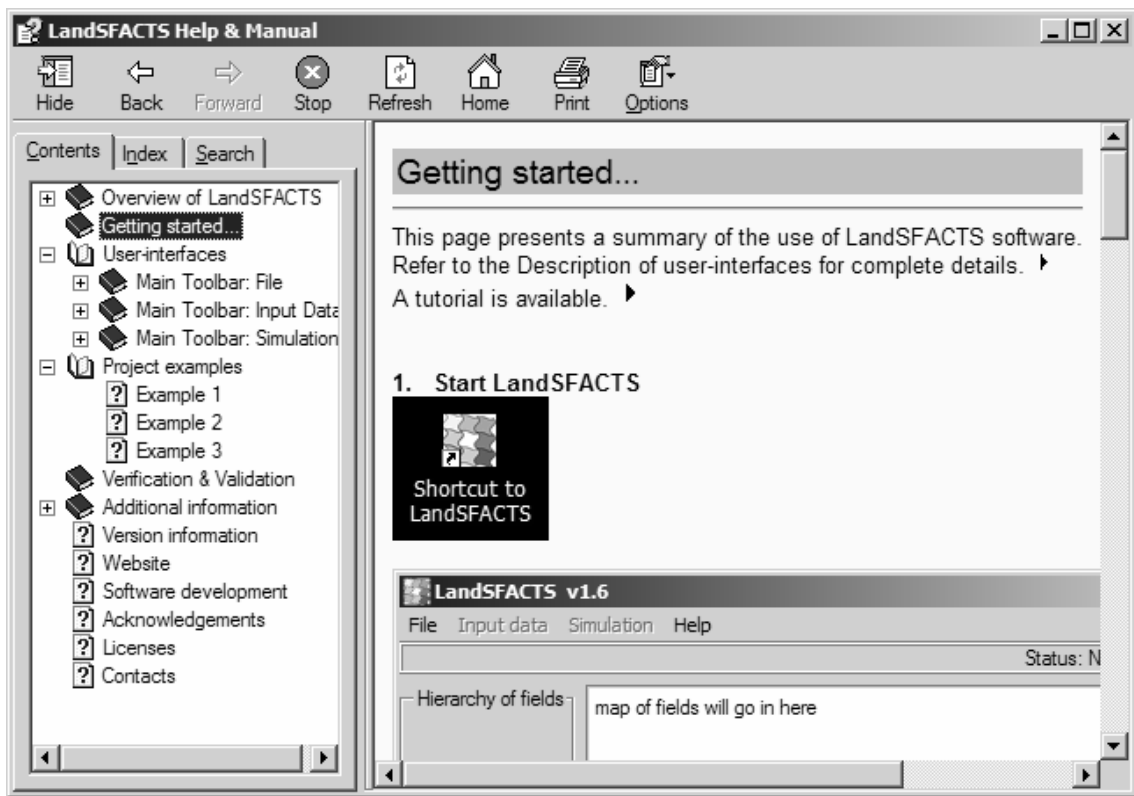 LandSFACTS Help & Manual
Hide Back Forward Stop Refresh Home Print Options
Contents Index Search
Overview of LandSFACTS
Getting started...
User-interfaces
Main Toolbar: File
Main Toolbar: Input Data
Main Toolbar: Simulation
Project examples
Example 1
Example 2
Example 3
Verification & Validation
Additional information
Version information
Website
Software development
Acknowledgements
Licenses
Contacts
Getting started...
This page presents a summary of the use of LandSFACTS software.
Refer to the Description of user-interfaces for complete details.
A tutorial is available.
1. Start LandSFACTS
Shortcut to
LandSFACTS
LandSFACTS v1.6
File Input data Simulation Help
Status: N
Hierarchy of fields
map of fields will go in here